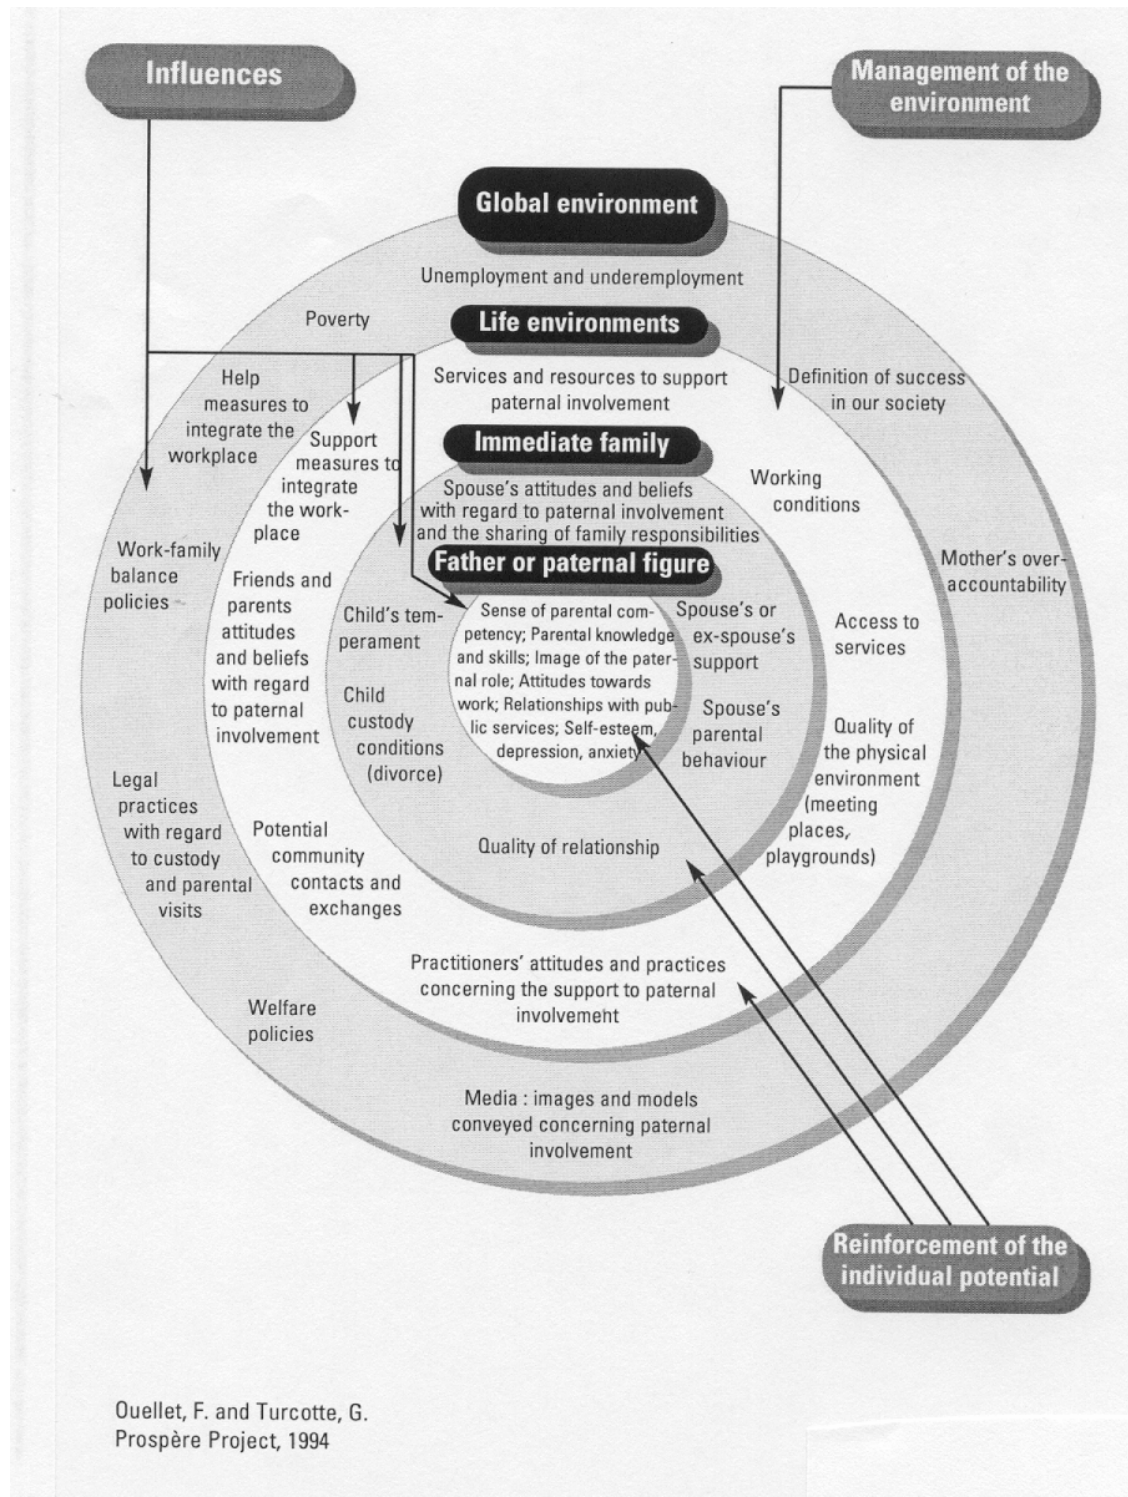 Influences
Management of the
environment
Global environment
Unemployment and underemployment
Poverty
Life environments
Help
measures to
integrate the
workplace
Services and resources to support
paternal involvement
Definition of success
in our society
Support
measures to
integrate
the work-
place
Immediate family
Spouse's attitudes and beliefs
with regard to paternal involvement
and the sharing of family responsibilities
Working
conditions
Work-family
balance
policies
Father or paternal figure
Mother's over-
accountability
Friends and
parents
attitudes
and beliefs
with regard
to paternal
involvement
Child's tem-
perament
Sense of parental com-
petency; Parental knowledge
and skills; Image of the pater-
nal role; Attitudes towards
work; Relationships with pub-
lic services; Self-esteem,
depression, anxiety
Spouse's or
ex-spouse's
support
Access to
services
Child
custody
conditions
(divorce)
Spouse's
parental
behaviour
Quality of
the physical
environment
(meeting
places,
playgrounds)
Legal
practices
with regard
to custody
and parental
visits
Potential
community
contacts and
exchanges
Quality of relationship
Practitioners' attitudes and practices
concerning the support to paternal
involvement
Welfare
policies
Media : images and models
conveyed concerning paternal
involvement
Reinforcement of the
individual potential
Ouellet, F. and Turcotte, G.
Prospère Project, 1994